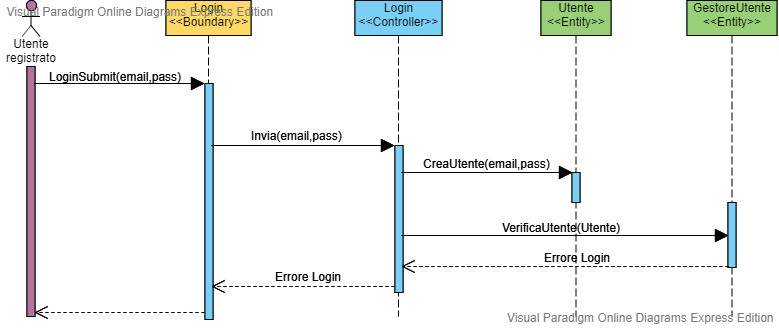 Visual Paradigm Online Diagrams Express Edition
Login
<<Boundary>>
Login
<<Controller>>
Utente
<<Entity>>
GestoreUtente
<<Entity>>
Utente
registrato
LoginSubmit(email,pass)
Invia(email,pass)
CreaUtente(email,pass)
VerificaUtente(Utente)
Errore Login
Errore Login
Visual Paradigm Online Diagrams Express Edition